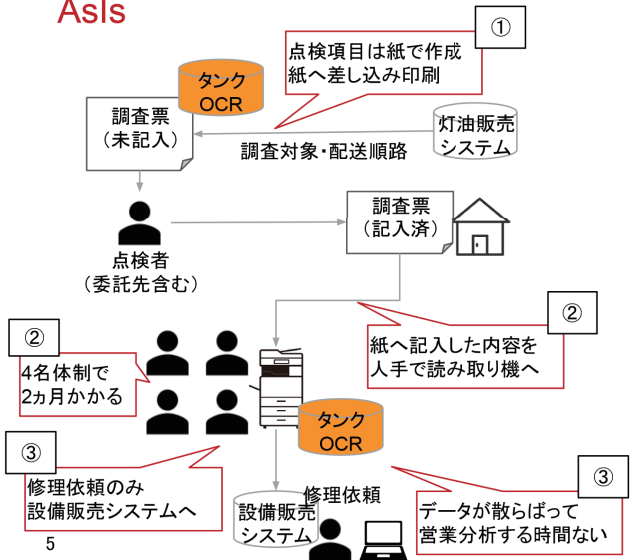 AsIs
①
点検項目は紙で作成
紙へ差し込み印刷
タンク
OCR
調査票
(未記入)
灯油販売
システム
調査対象・配送順路
点検者
(委託先含む)
調査票
(記入済)
②
紙へ記入した内容を
人手で読み取り機へ
②
4名体制で
2ヵ月かかる
タンク
OCR
③
修理依頼のみ
設備販売システムへ
③
データが散らばって
営業分析する時間ない
設備販売
システム
修理依頼
5